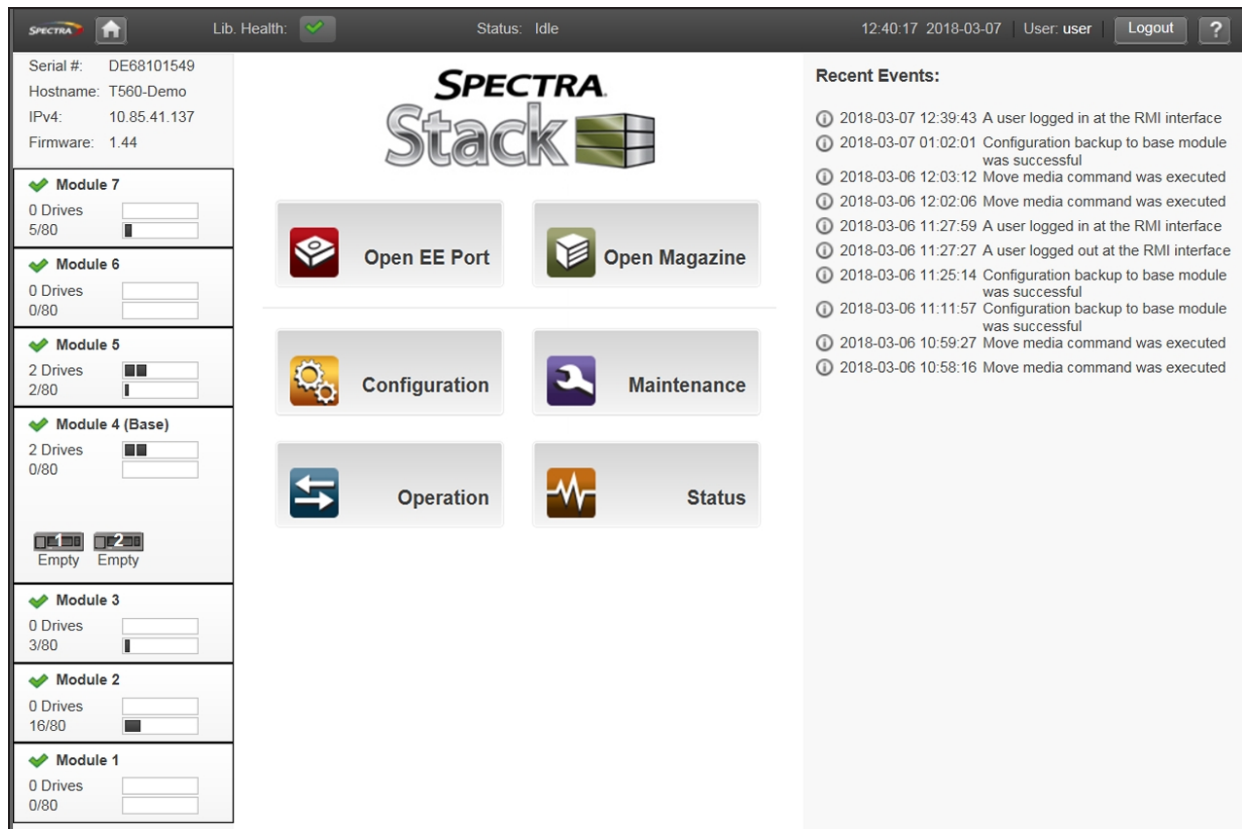 SPECTRA
Lib. Health:
Status: Idle
12:40:17 2018-03-07
User: user
Logout
?
Serial #: DE68101549
Hostname: T560-Demo
IPv4: 10.85.41.137
Firmware: 1.44
Module 7
0 Drives
5/80
Module 6
0 Drives
0/80
Module 5
2 Drives
2/80
Module 4 (Base)
2 Drives
0/80
1 2
Empty Empty
Module 3
0 Drives
3/80
Module 2
0 Drives
16/80
Module 1
0 Drives
0/80
SPECTRA
Stack
Open EE Port
Open Magazine
Configuration
Maintenance
Operation
Status
Recent Events:
2018-03-07 12:39:43 A user logged in at the RMI interface
2018-03-07 01:02:01 Configuration backup to base module
was successful
2018-03-06 12:03:12 Move media command was executed
2018-03-06 12:02:06 Move media command was executed
2018-03-06 11:27:59 A user logged in at the RMI interface
2018-03-06 11:27:27 A user logged out at the RMI interface
2018-03-06 11:25:14 Configuration backup to base module
was successful
2018-03-06 11:11:57 Configuration backup to base module
was successful
2018-03-06 10:59:27 Move media command was executed
2018-03-06 10:58:16 Move media command was executed